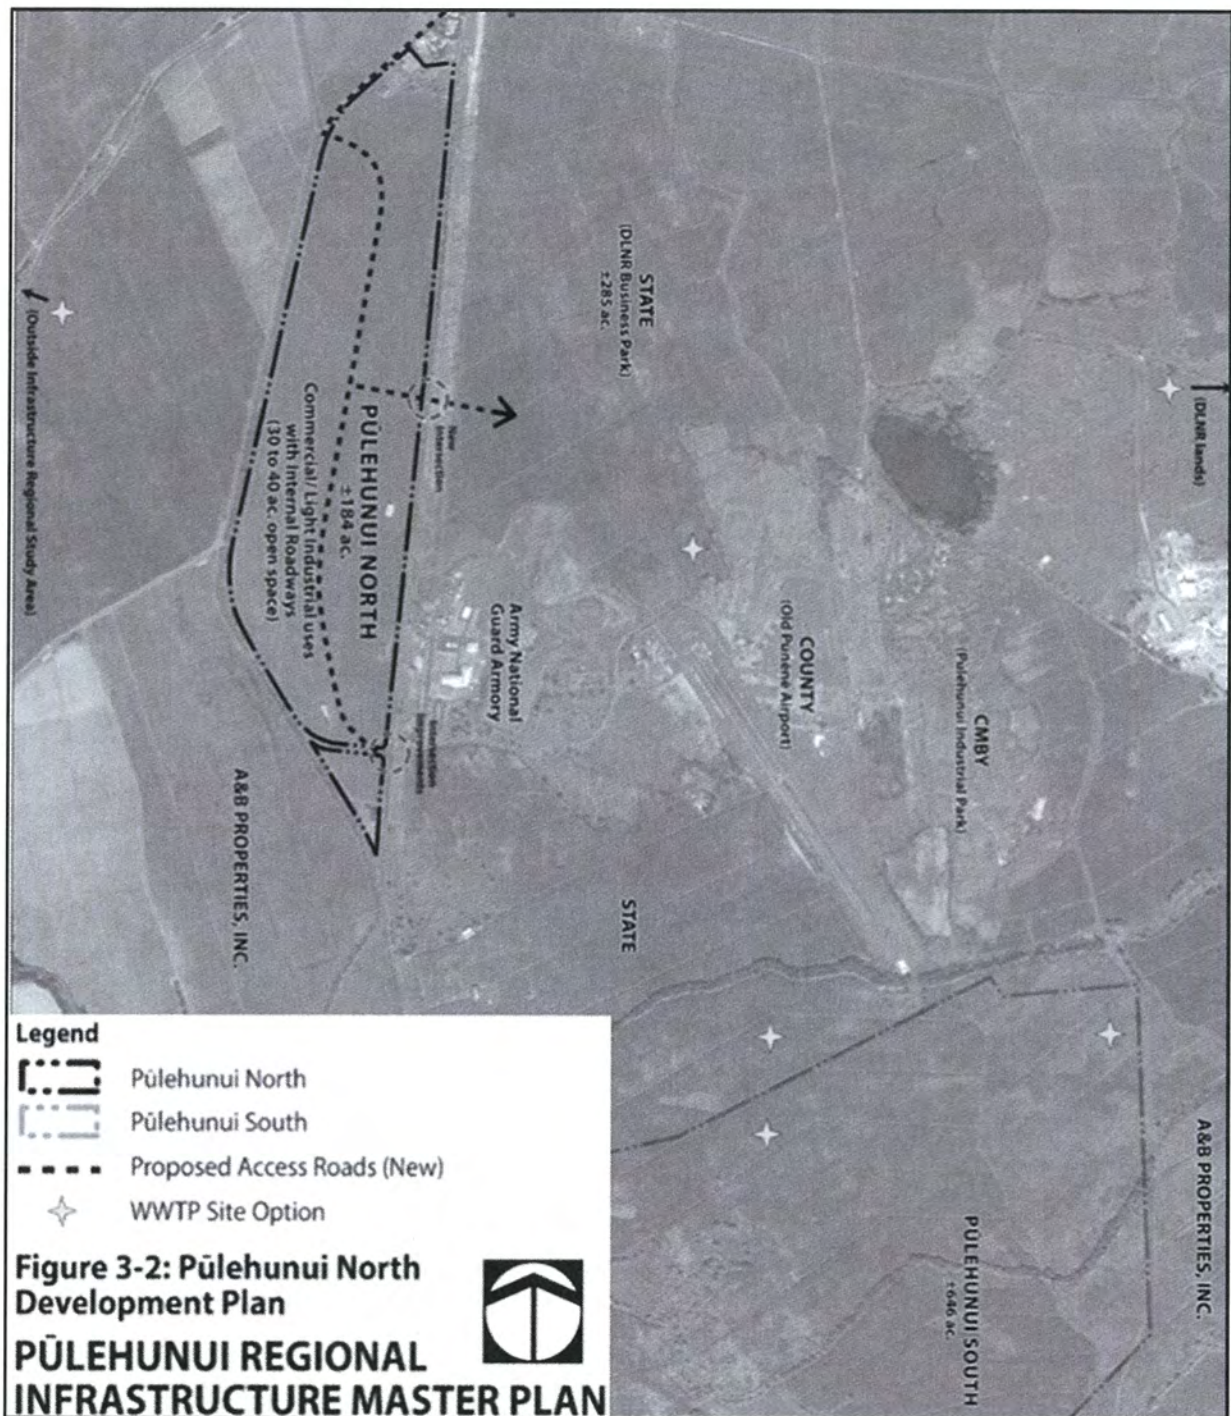 STATE
(DLNR Business Park)
±285 ac.
(DLNR lands)
New
Intersection
PŪLEHUNUI NORTH
±184 ac.
Commercial/ Light Industrial uses
with Internal Roadways
(30 to 40 ac. open space)
(Outside Infrastructure Regional Study Area)
Army National
Guard Armory
COUNTY
(Old Punene Airport)
CMBY
(Pulehunui Industrial Park)
Intersection
Improvements
A&B PROPERTIES, INC.
STATE
A&B PROPERTIES, INC.
PŪLEHUNUI SOUTH
±646 ac.
Legend
Pūlehunui North
Pūlehunui South
Proposed Access Roads (New)
WWTP Site Option
Figure 3-2: Pūlehunui North
Development Plan
PŪLEHUNUI REGIONAL
INFRASTRUCTURE MASTER PLAN